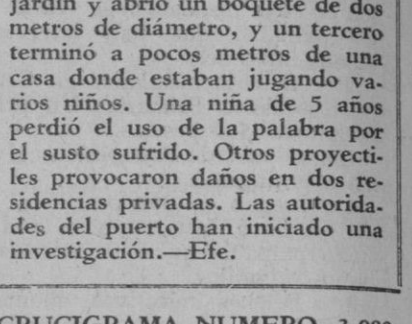 jardín y abrió un boquete de dos
metros de diámetro, y un tercero
terminó a pocos metros de una
casa donde estaban jugando va-
rios niños. Una niña de 5 años
perdió el uso de la palabra por
el susto sufrido. Otros proyecti-
les provocaron daños en dos re-
sidencias privadas. Las autorida-
des del puerto han iniciado una
investigación.—Efe.
CRUCIGRAMA NUMERO